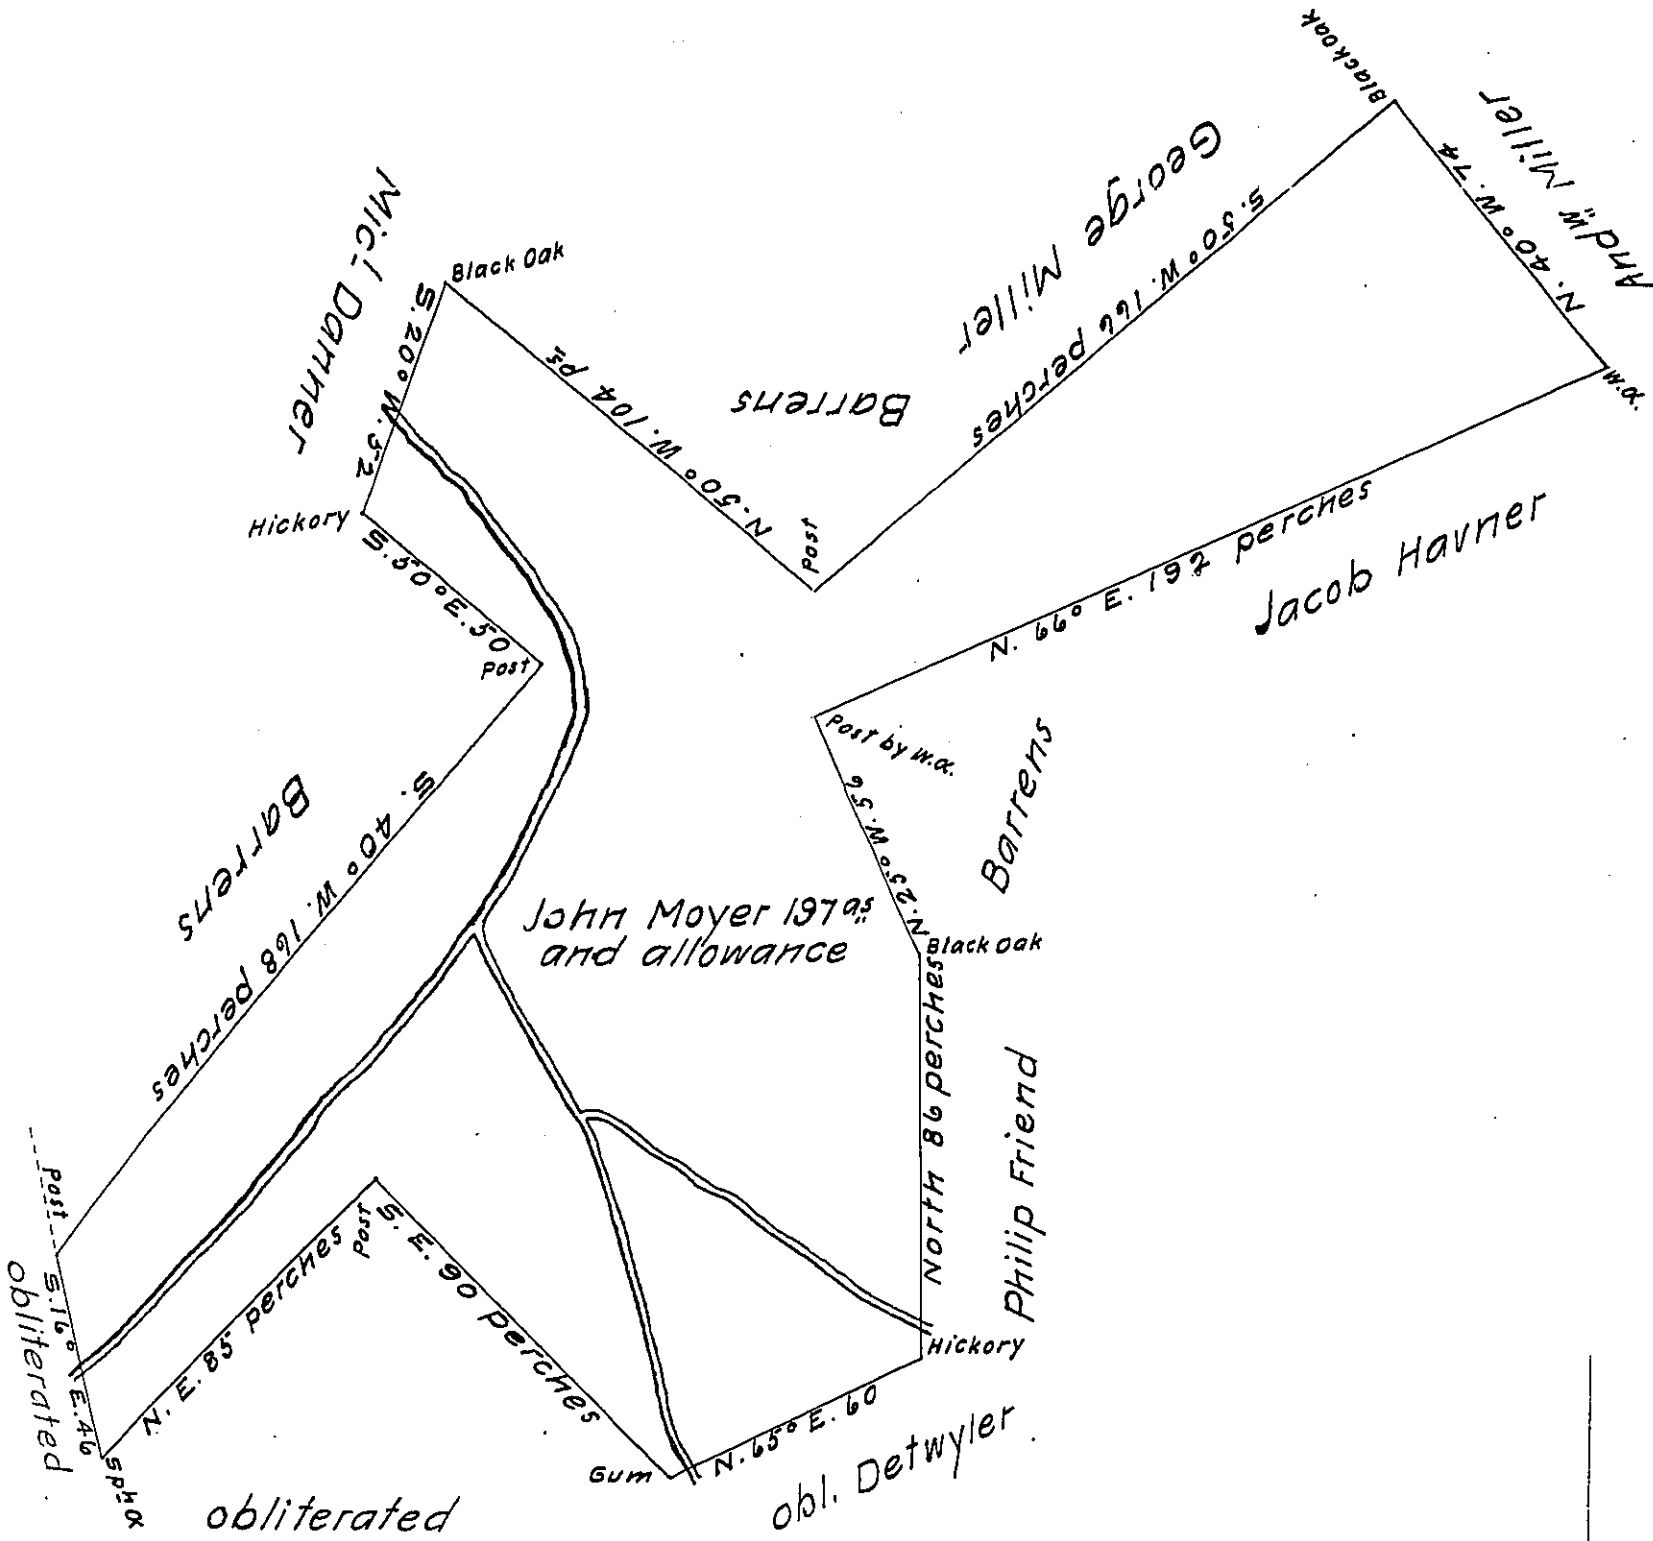 Black Oak
And.w Miller
N. 40° W. 74
W.α.
George Miller
S. 50° W. 166 perches
Barrens
Mic.l Danner
Black Oak
S. 20° W. 52
N. 50° W. 104 ps
Post
Hickory
S. 50° E. 50
Post
N. 66° E. 192 perches
Jacob Havner
Post by w.α.
N. 25° W. 56
Barrens
Barrens
S. 40° W. 168 perches
John Moyer 197 as
and allowance
Black Oak
North 86 perches
Philip Friend
Hickory
Post
S. 16° E. 46
obliterated
N. E. 85 perches
Post
S. E. 90 perches
Gum
N. 65° E. 60
obl. Detwyler
Sph α
obliterated